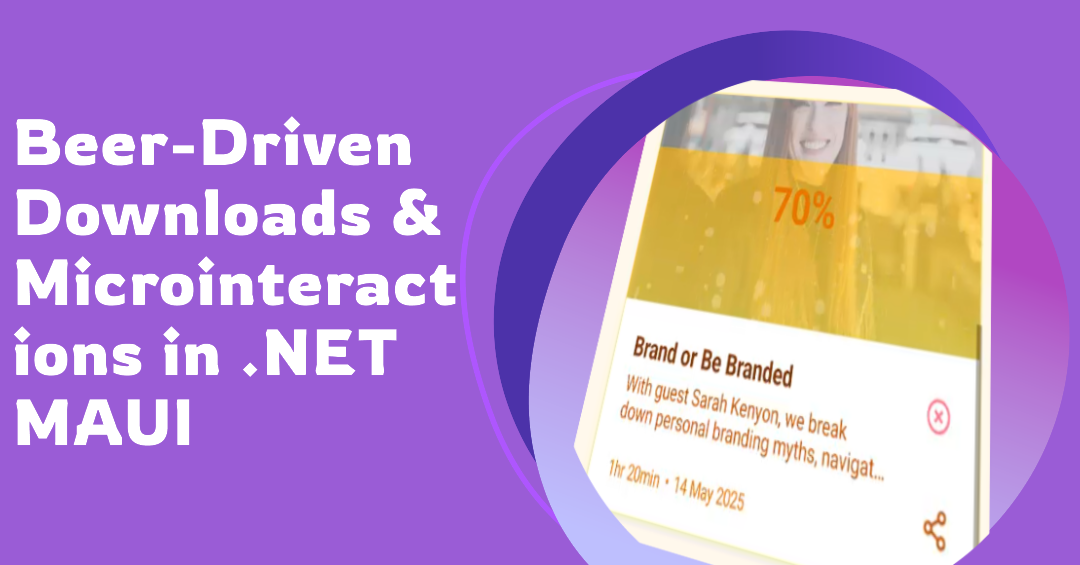 Beer-Driven
Downloads &
Microinteract
ions in .NET
MAUI
70%
Brand or Be Branded
With guest Sarah Kenyon, we break
down personal branding myths, navigat...
1hr 20min • 14 May 2025